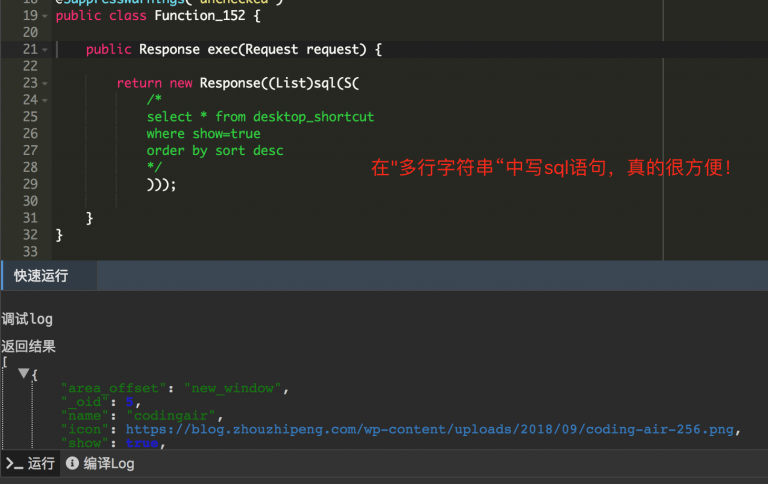 18 @SuppressWarnings("unchecked")
19 public class Function_152 {
20
21 public Response exec(Request request) {
22
23 return new Response((List)sql(S(
24 /*
25 select * from desktop_shortcut
26 where show=true
27 order by sort desc
28 */
29 )));
30
31 }
32 }
33
在"多行字符串“中写sql语句，真的很方便！
快速运行
调试log
返回结果
[
{
"area_offset": "new_window",
"_oid": 5,
"name": "codingair",
"icon": https://blog.zhouzhipeng.com/wp-content/uploads/2018/09/coding-air-256.png,
"show": true,
>_ 运行 编译Log